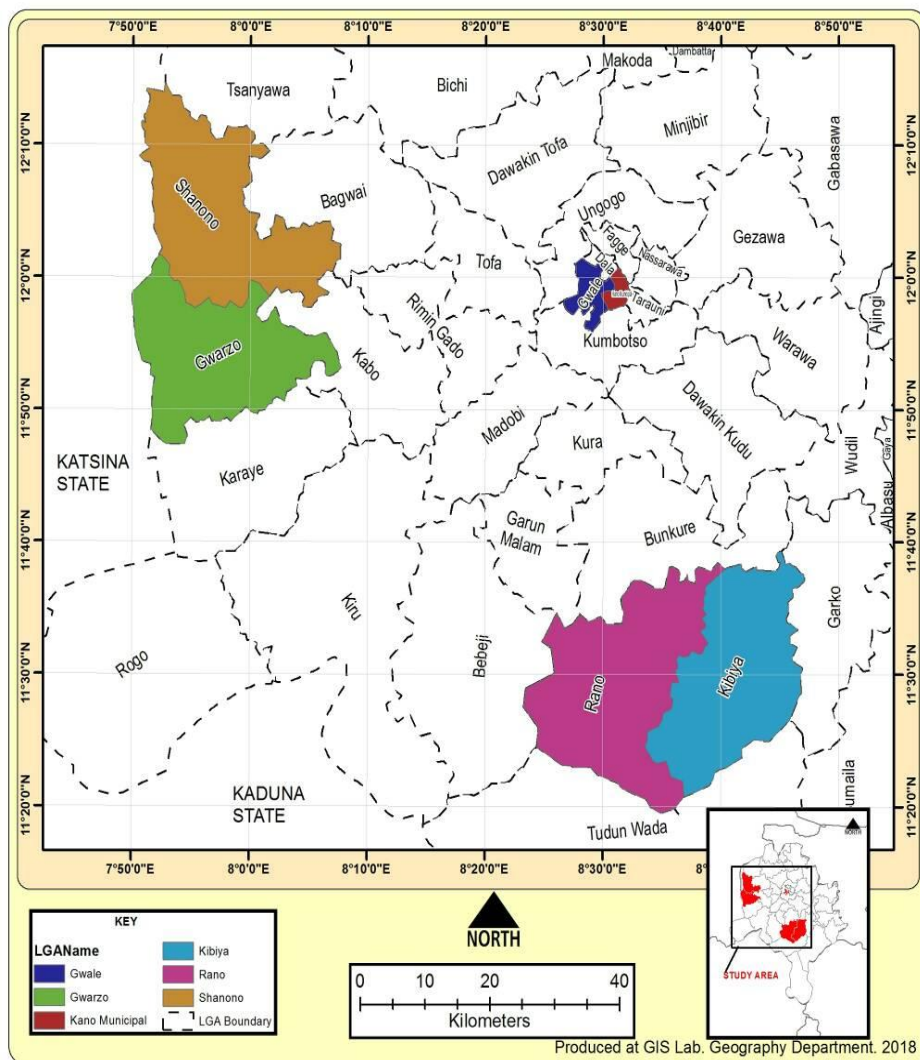 7°50'0"E 8°0'0"E 8°10'0"E 8°20'0"E 8°30'0"E 8°40'0"E 8°50'0"E
Makoda
Dambatta
Tsanyawa
Bichi
Minjibir
12°10'0"N
12°10'0"N
Dawakin Tofa
Gabasawa
Bagwai
Shanono
Ungogo
Fagge
Gezawa
Tofa
Nassarawa
Dala
12°0'0"N
12°0'0"N
Gwale
Tarauni
Ajingi
Rimin Gado
Kumbotso
Warawa
Gwarzo
Kabo
11°50'0"N
11°50'0"N
Madobi
Dawakin Kudu
Kura
Wudil
Gaya
KATSINA
STATE
Karaye
Albasu
Garun
Malam
Bunkure
11°40'0"N
11°40'0"N
Kiru
Garko
Rogo
Bebeji
Rano
Kibiya
11°30'0"N
11°30'0"N
KADUNA
STATE
umaila
11°20'0"N
11°20'0"N
Tudun Wada
7°50'0"E 8°0'0"E 8°10'0"E 8°20'0"E 8°30'0"E
NORTH
STUDY AREA
KEY
LGAName
Gwale
Gwarzo
Kano Municipal
Kibiya
Rano
Shanono
LGA Boundary
NORTH
0 10 20 40
Kilometers
Produced at GIS Lab. Geography Department. 2018